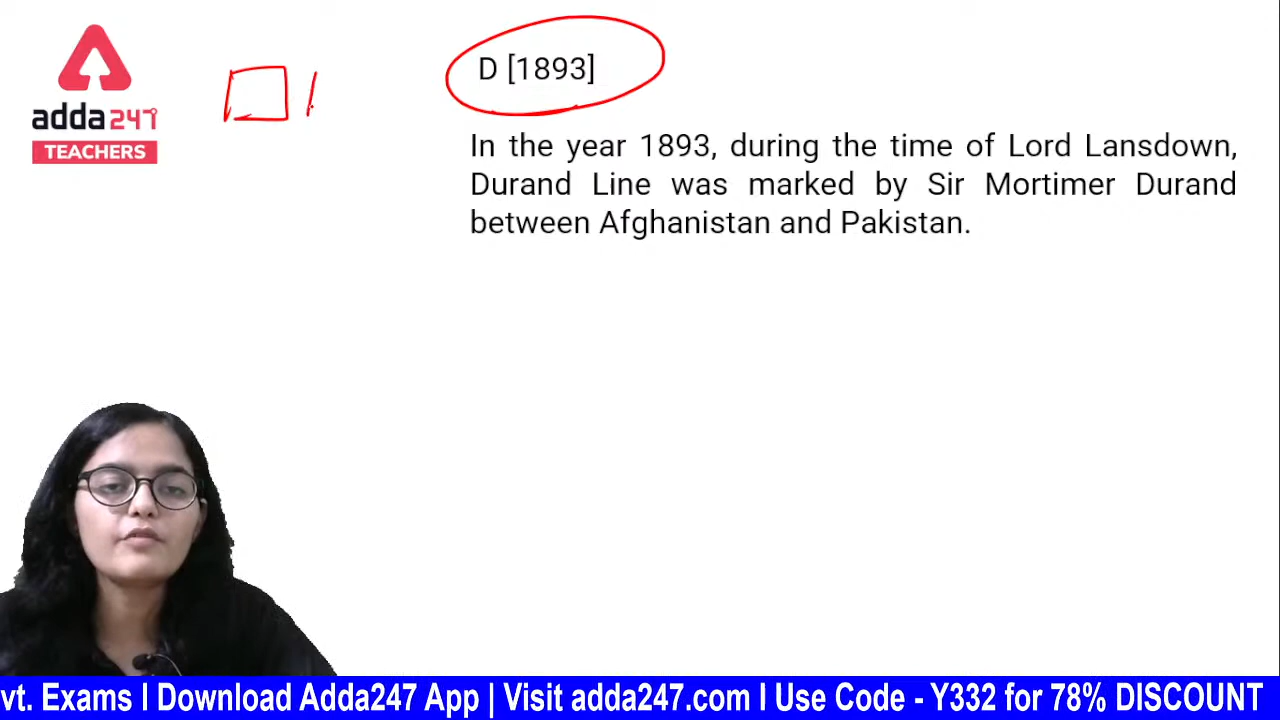 adda247
TEACHERS
D [1893]
In the year 1893, during the time of Lord Lansdown,
Durand Line was marked by Sir Mortimer Durand
between Afghanistan and Pakistan.
vt. Exams I Download Adda247 App | Visit adda247.com I Use Code - Y332 for 78% DISCOUNT